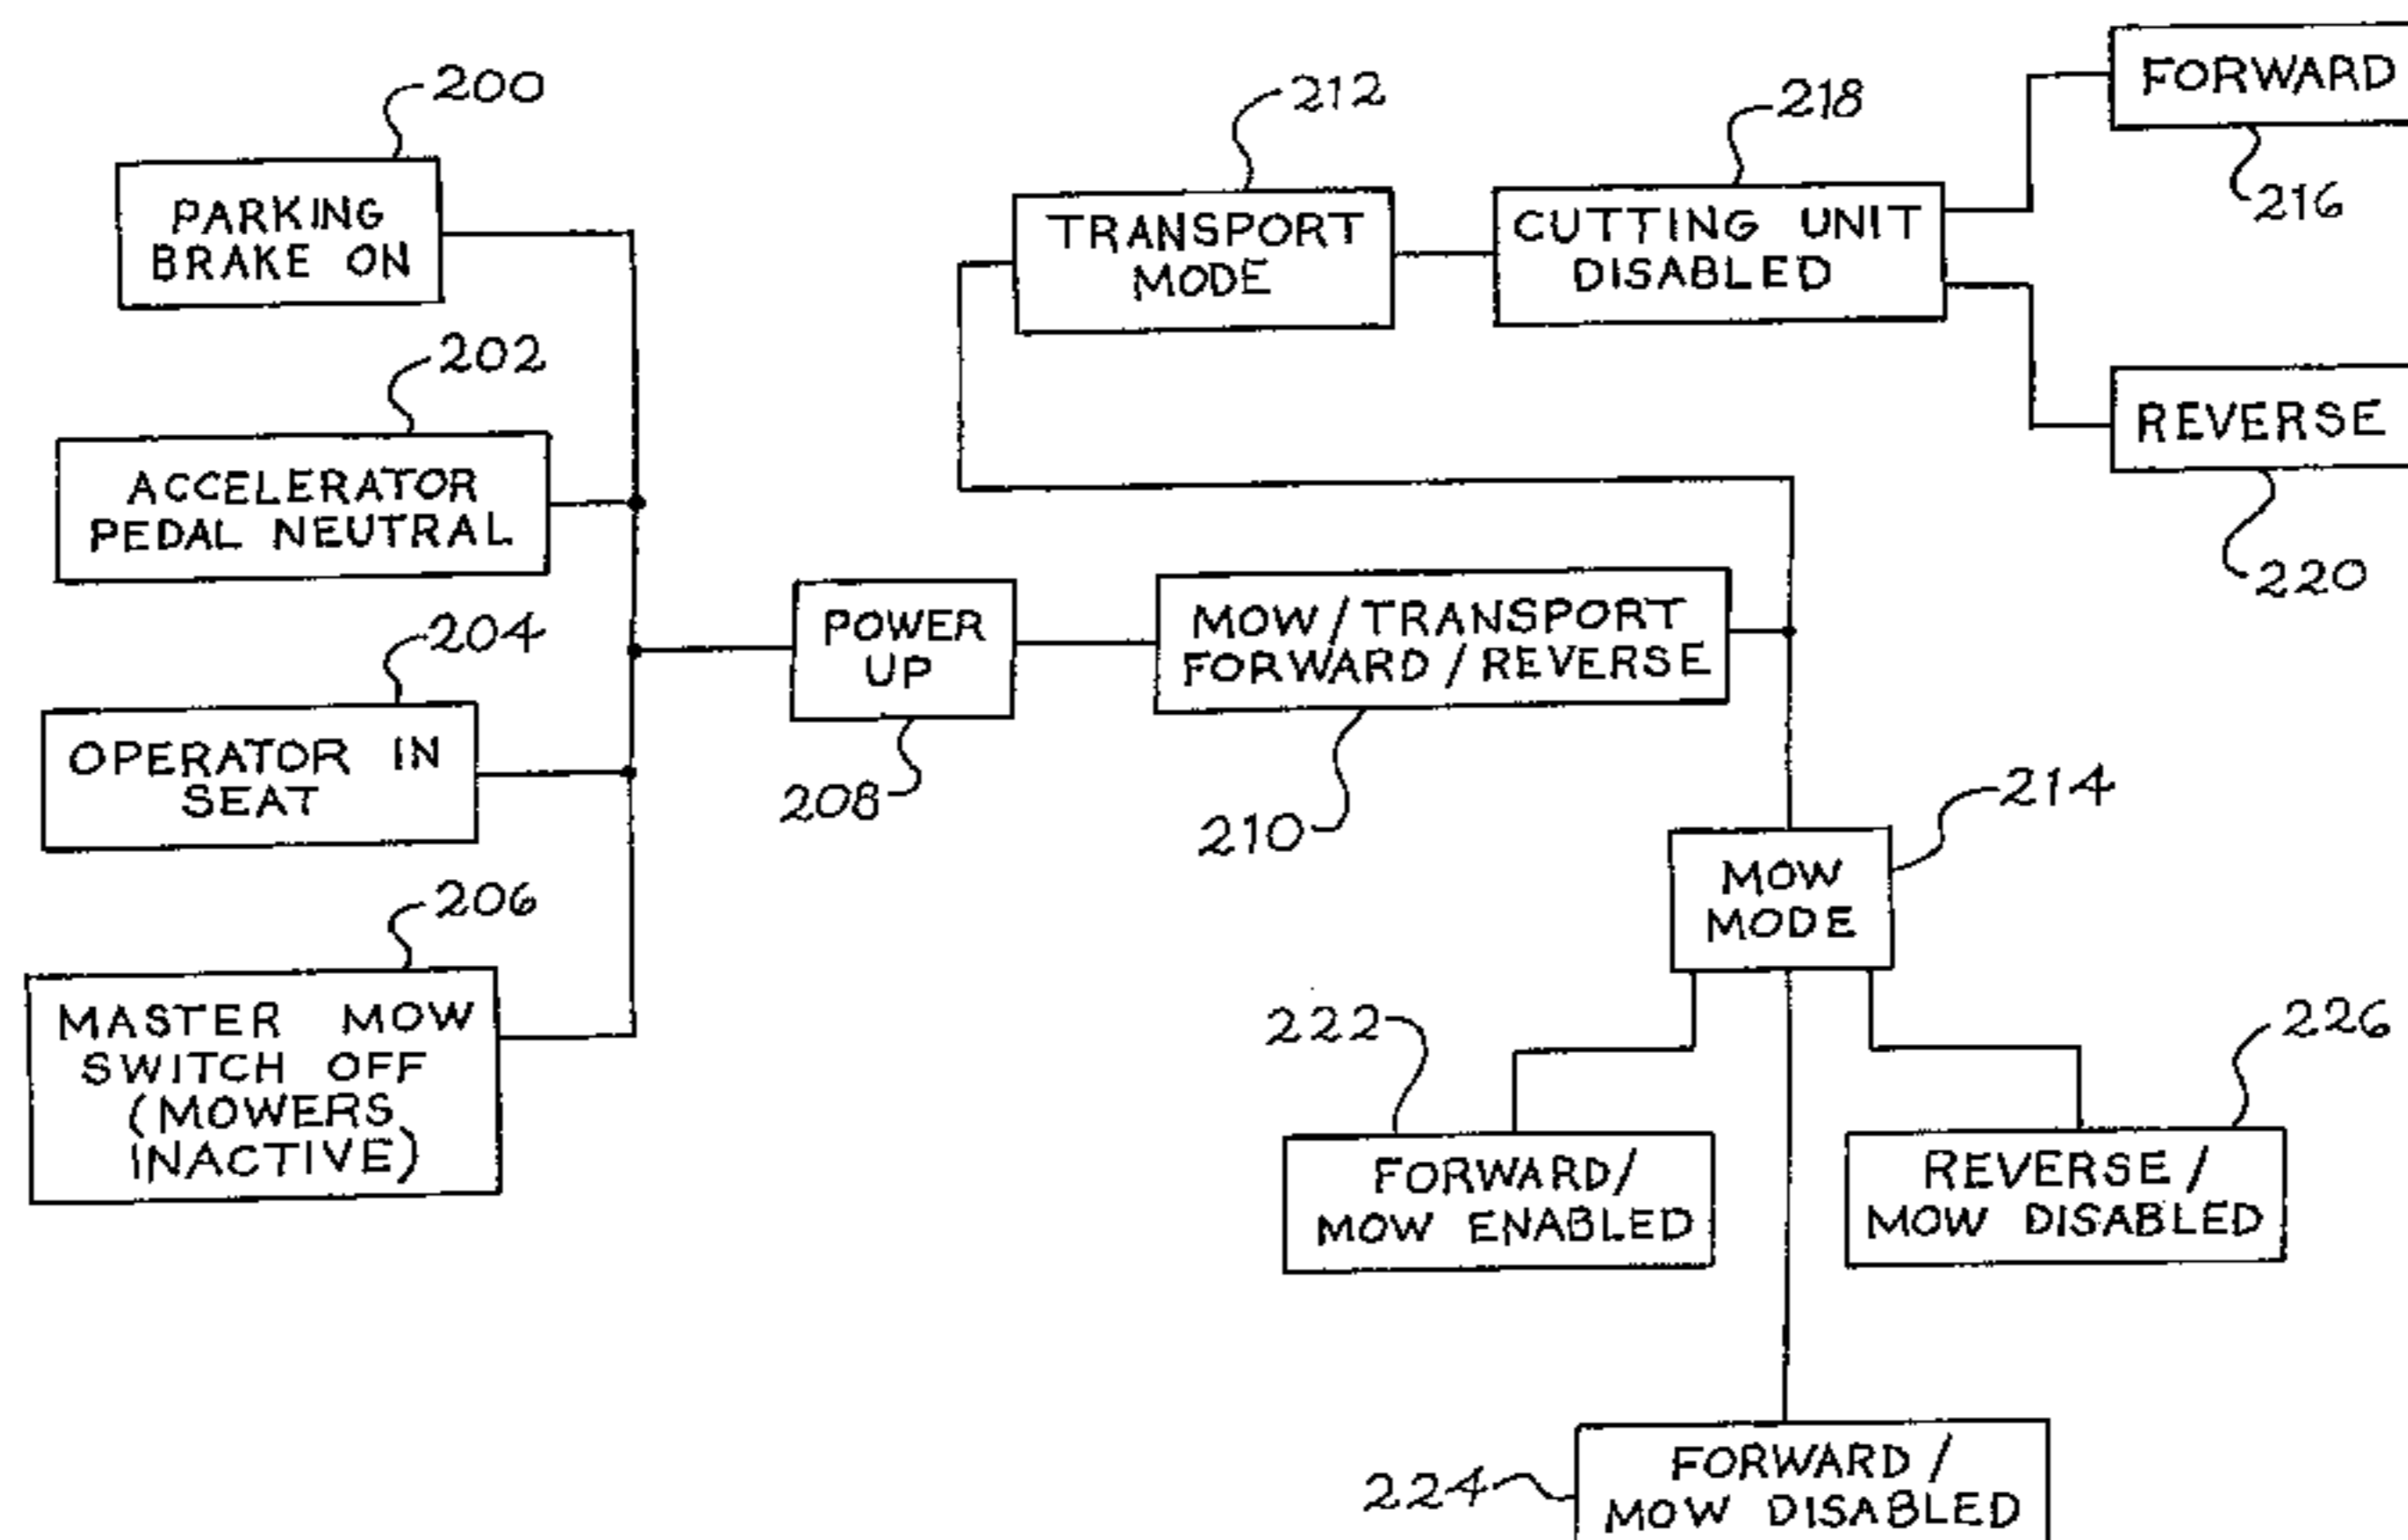 200
PARKING
BRAKE ON
202
ACCELERATOR
PEDAL NEUTRAL
204
OPERATOR IN
SEAT
206
MASTER MOW
SWITCH OFF
(MOWERS
INACTIVE)
POWER
UP
208
MOW/TRANSPORT
FORWARD/REVERSE
210
212
TRANSPORT
MODE
218
CUTTING UNIT
DISABLED
FORWARD
216
REVERSE
220
214
MOW
MODE
222
FORWARD/
MOW ENABLED
226
REVERSE/
MOW DISABLED
224
FORWARD/
MOW DISABLED